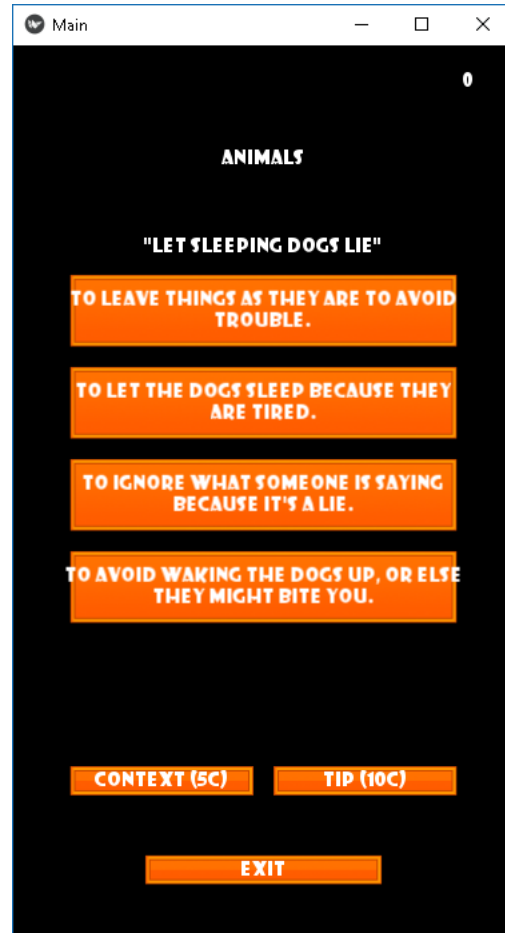 Main
0
ANIMALS
"LET SLEEPING DOGS LIE"
TO LEAVE THINGS AS THEY ARE TO AVOID
TROUBLE.
TO LET THE DOGS SLEEP BECAUSE THEY
ARE TIRED.
TO IGNORE WHAT SOMEONE IS SAYING
BECAUSE IT'S A LIE.
TO AVOID WAKING THE DOGS UP, OR ELSE
THEY MIGHT BITE YOU.
CONTEXT (5C) TIP (10C)
EXIT